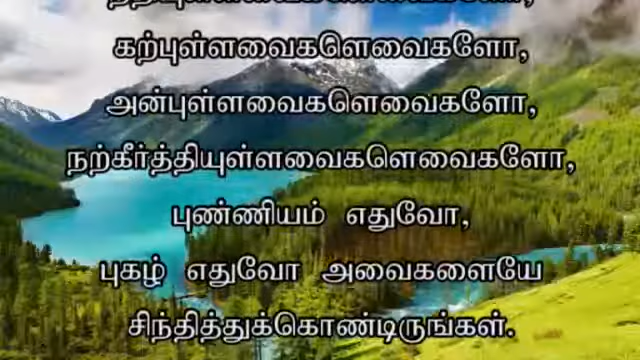 கற்புள்ளவைகளெவைகளோ,
அன்புள்ளவைகளெவைகளோ,
நற்கீர்த்தியுள்ளவைகளெவைகளோ,
புண்ணியம் எதுவோ,
புகழ் எதுவோ அவைகளையே
சிந்தித்துக்கொண்டிருங்கள்.